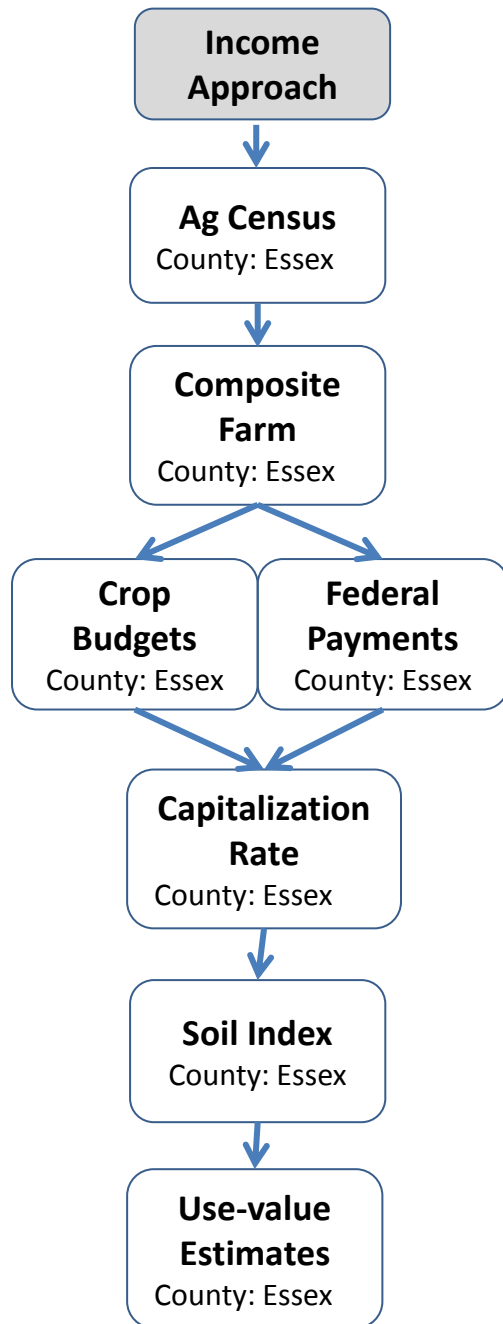 Income
Approach
Ag Census
County: Essex
Composite
Farm
County: Essex
Crop
Budgets
County: Essex
Federal
Payments
County: Essex
Capitalization
Rate
County: Essex
Soil Index
County: Essex
Use-value
Estimates
County: Essex